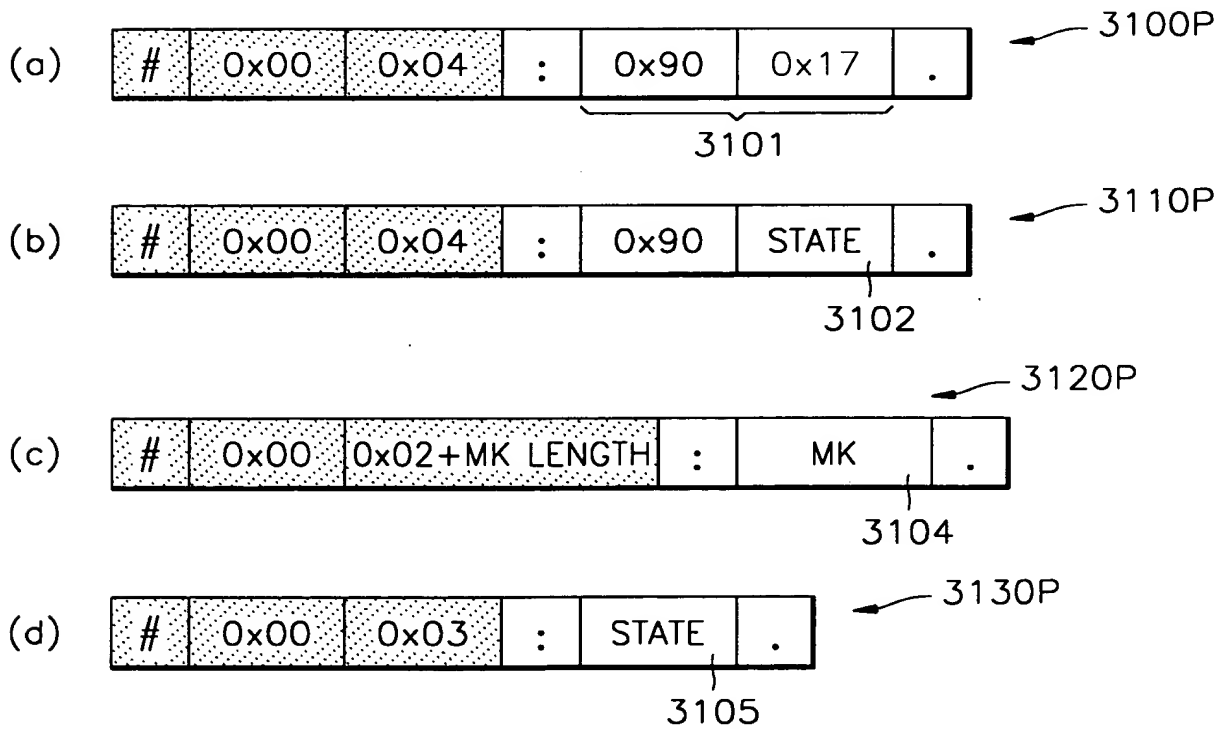 3100P
(a) # 0x00 0x04 : 0x90 0x17 .
3101
3110P
(b) # 0x00 0x04 : 0x90 STATE .
3102
3120P
(c) # 0x00 0x02+MK LENGTH : MK .
3104
3130P
(d) # 0x00 0x03 : STATE .
3105